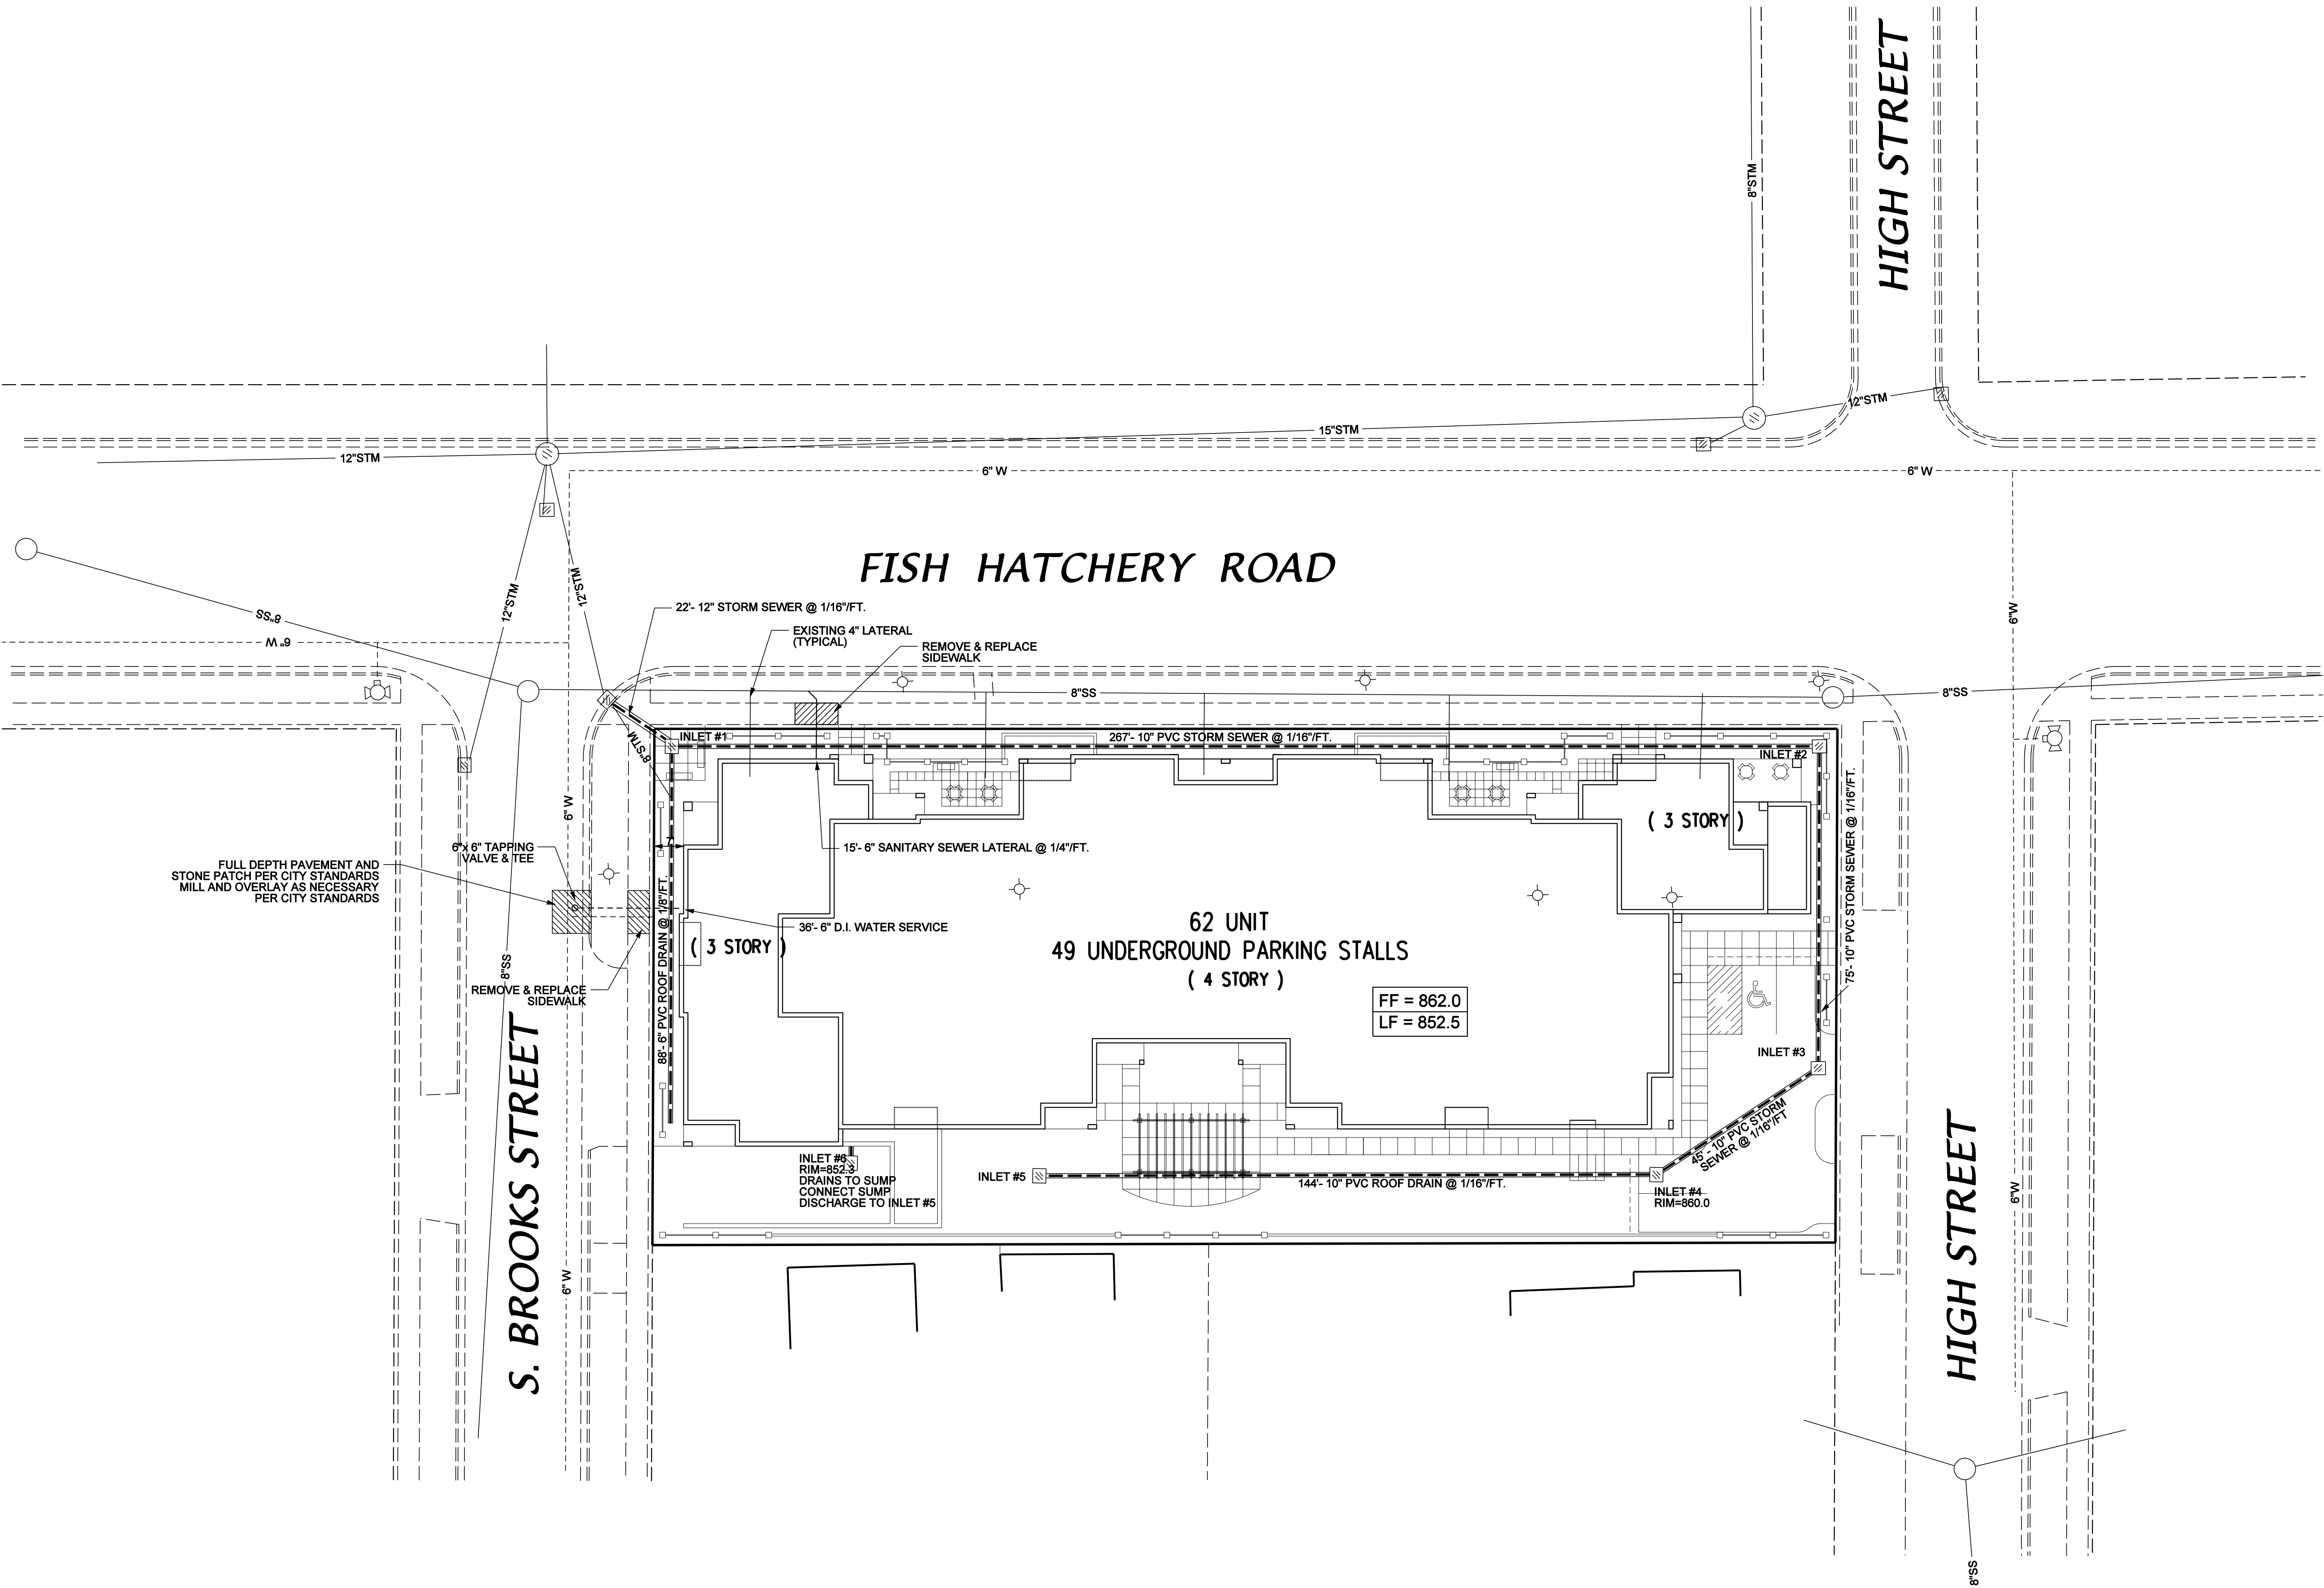 HIGH STREET
8"STM
12"STM
15"STM
12"STM
6" W
6" W
FISH HATCHERY ROAD
12"STM
12"STM
8"SS
6" W
6"W
22'- 12" STORM SEWER @ 1/16"/FT.
EXISTING 4" LATERAL
(TYPICAL)
REMOVE & REPLACE
SIDEWALK
8"SS
8"SS
8"STM
INLET #1
267'- 10" PVC STORM SEWER @ 1/16"/FT.
INLET #2
75'- 10" PVC STORM SEWER @ 1/16"/FT.
6" W
( 3 STORY )
6"x 6" TAPPING
VALVE & TEE
7'
15'- 6" SANITARY SEWER LATERAL @ 1/4"/FT.
FULL DEPTH PAVEMENT AND
STONE PATCH PER CITY STANDARDS
MILL AND OVERLAY AS NECESSARY
PER CITY STANDARDS
88'- 6" PVC ROOF DRAIN @ 1/8"/FT.
36'- 6" D.I. WATER SERVICE
62 UNIT
49 UNDERGROUND PARKING STALLS
( 4 STORY )
( 3 STORY )
8"SS
REMOVE & REPLACE
SIDEWALK
FF = 862.0
LF = 852.5
INLET #3
45'- 10" PVC STORM
SEWER @ 1/16"/FT
S. BROOKS STREET
INLET #6
RIM=852.3
DRAINS TO SUMP
CONNECT SUMP
DISCHARGE TO INLET #5
INLET #5
144'- 10" PVC ROOF DRAIN @ 1/16"/FT.
INLET #4
RIM=860.0
6" W
6"W
HIGH STREET
8"SS